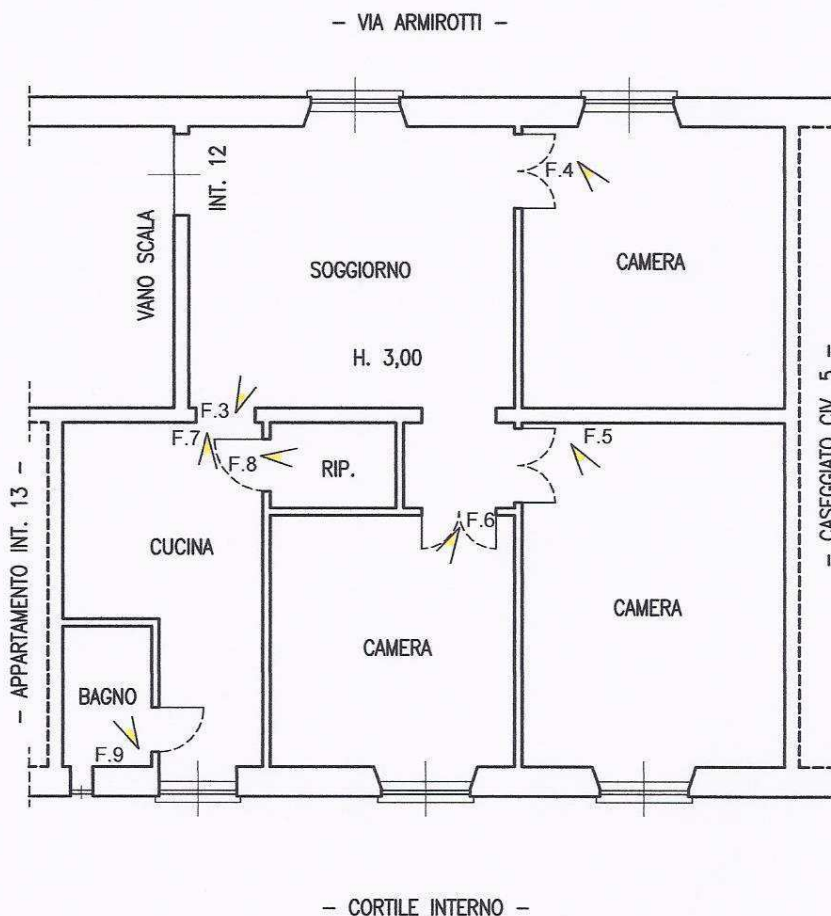 - VIA ARMIROTTI -
INT. 12
VANO SCALA
SOGGIORNO
H. 3,00
F.4
CAMERA
F.3
F.7
F.8
RIP.
F.5
F.6
- CASEGGIATO CIV. 5 -
- APPARTAMENTO INT. 13 -
CUCINA
CAMERA
CAMERA
BAGNO
F.9
- CORTILE INTERNO -